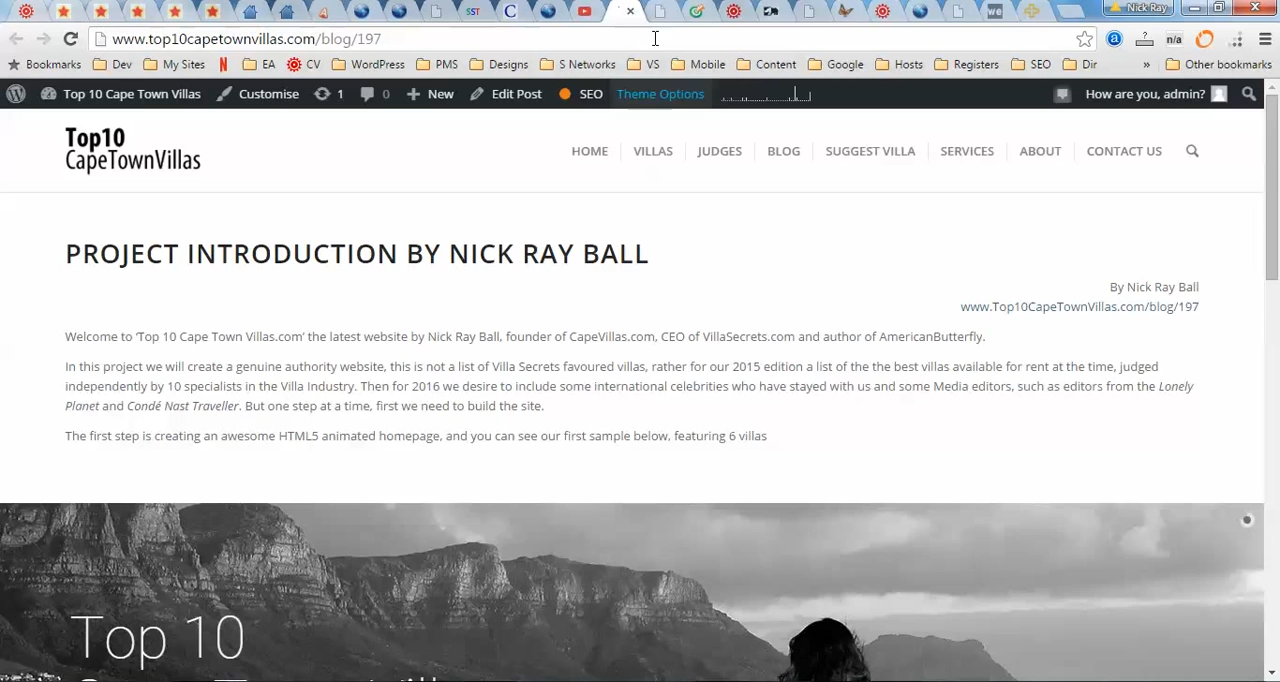 SST
C
we
Nick Ray
www.top10capetownvillas.com/blog/197
n/a
Bookmarks Dev My Sites N EA CV WordPress PMS Designs S Networks VS Mobile Content Google Hosts Registers SEO Dir » Other bookmarks
Top 10 Cape Town Villas Customise 1 0 New Edit Post SEO Theme Options How are you, admin?
Top10
CapeTownVillas
HOME VILLAS JUDGES BLOG SUGGEST VILLA SERVICES ABOUT CONTACT US
PROJECT INTRODUCTION BY NICK RAY BALL
By Nick Ray Ball
www.Top10CapeTownVillas.com/blog/197
Welcome to ‘Top 10 Cape Town Villas.com’ the latest website by Nick Ray Ball, founder of CapeVillas.com, CEO of VillaSecrets.com and author of AmericanButterfly.
In this project we will create a genuine authority website, this is not a list of Villa Secrets favoured villas, rather for our 2015 edition a list of the the best villas available for rent at the time, judged
independently by 10 specialists in the Villa Industry. Then for 2016 we desire to include some international celebrities who have stayed with us and some Media editors, such as editors from the Lonely
Planet and Condé Nast Traveller. But one step at a time, first we need to build the site.
The first step is creating an awesome HTML5 animated homepage, and you can see our first sample below, featuring 6 villas
Top 10